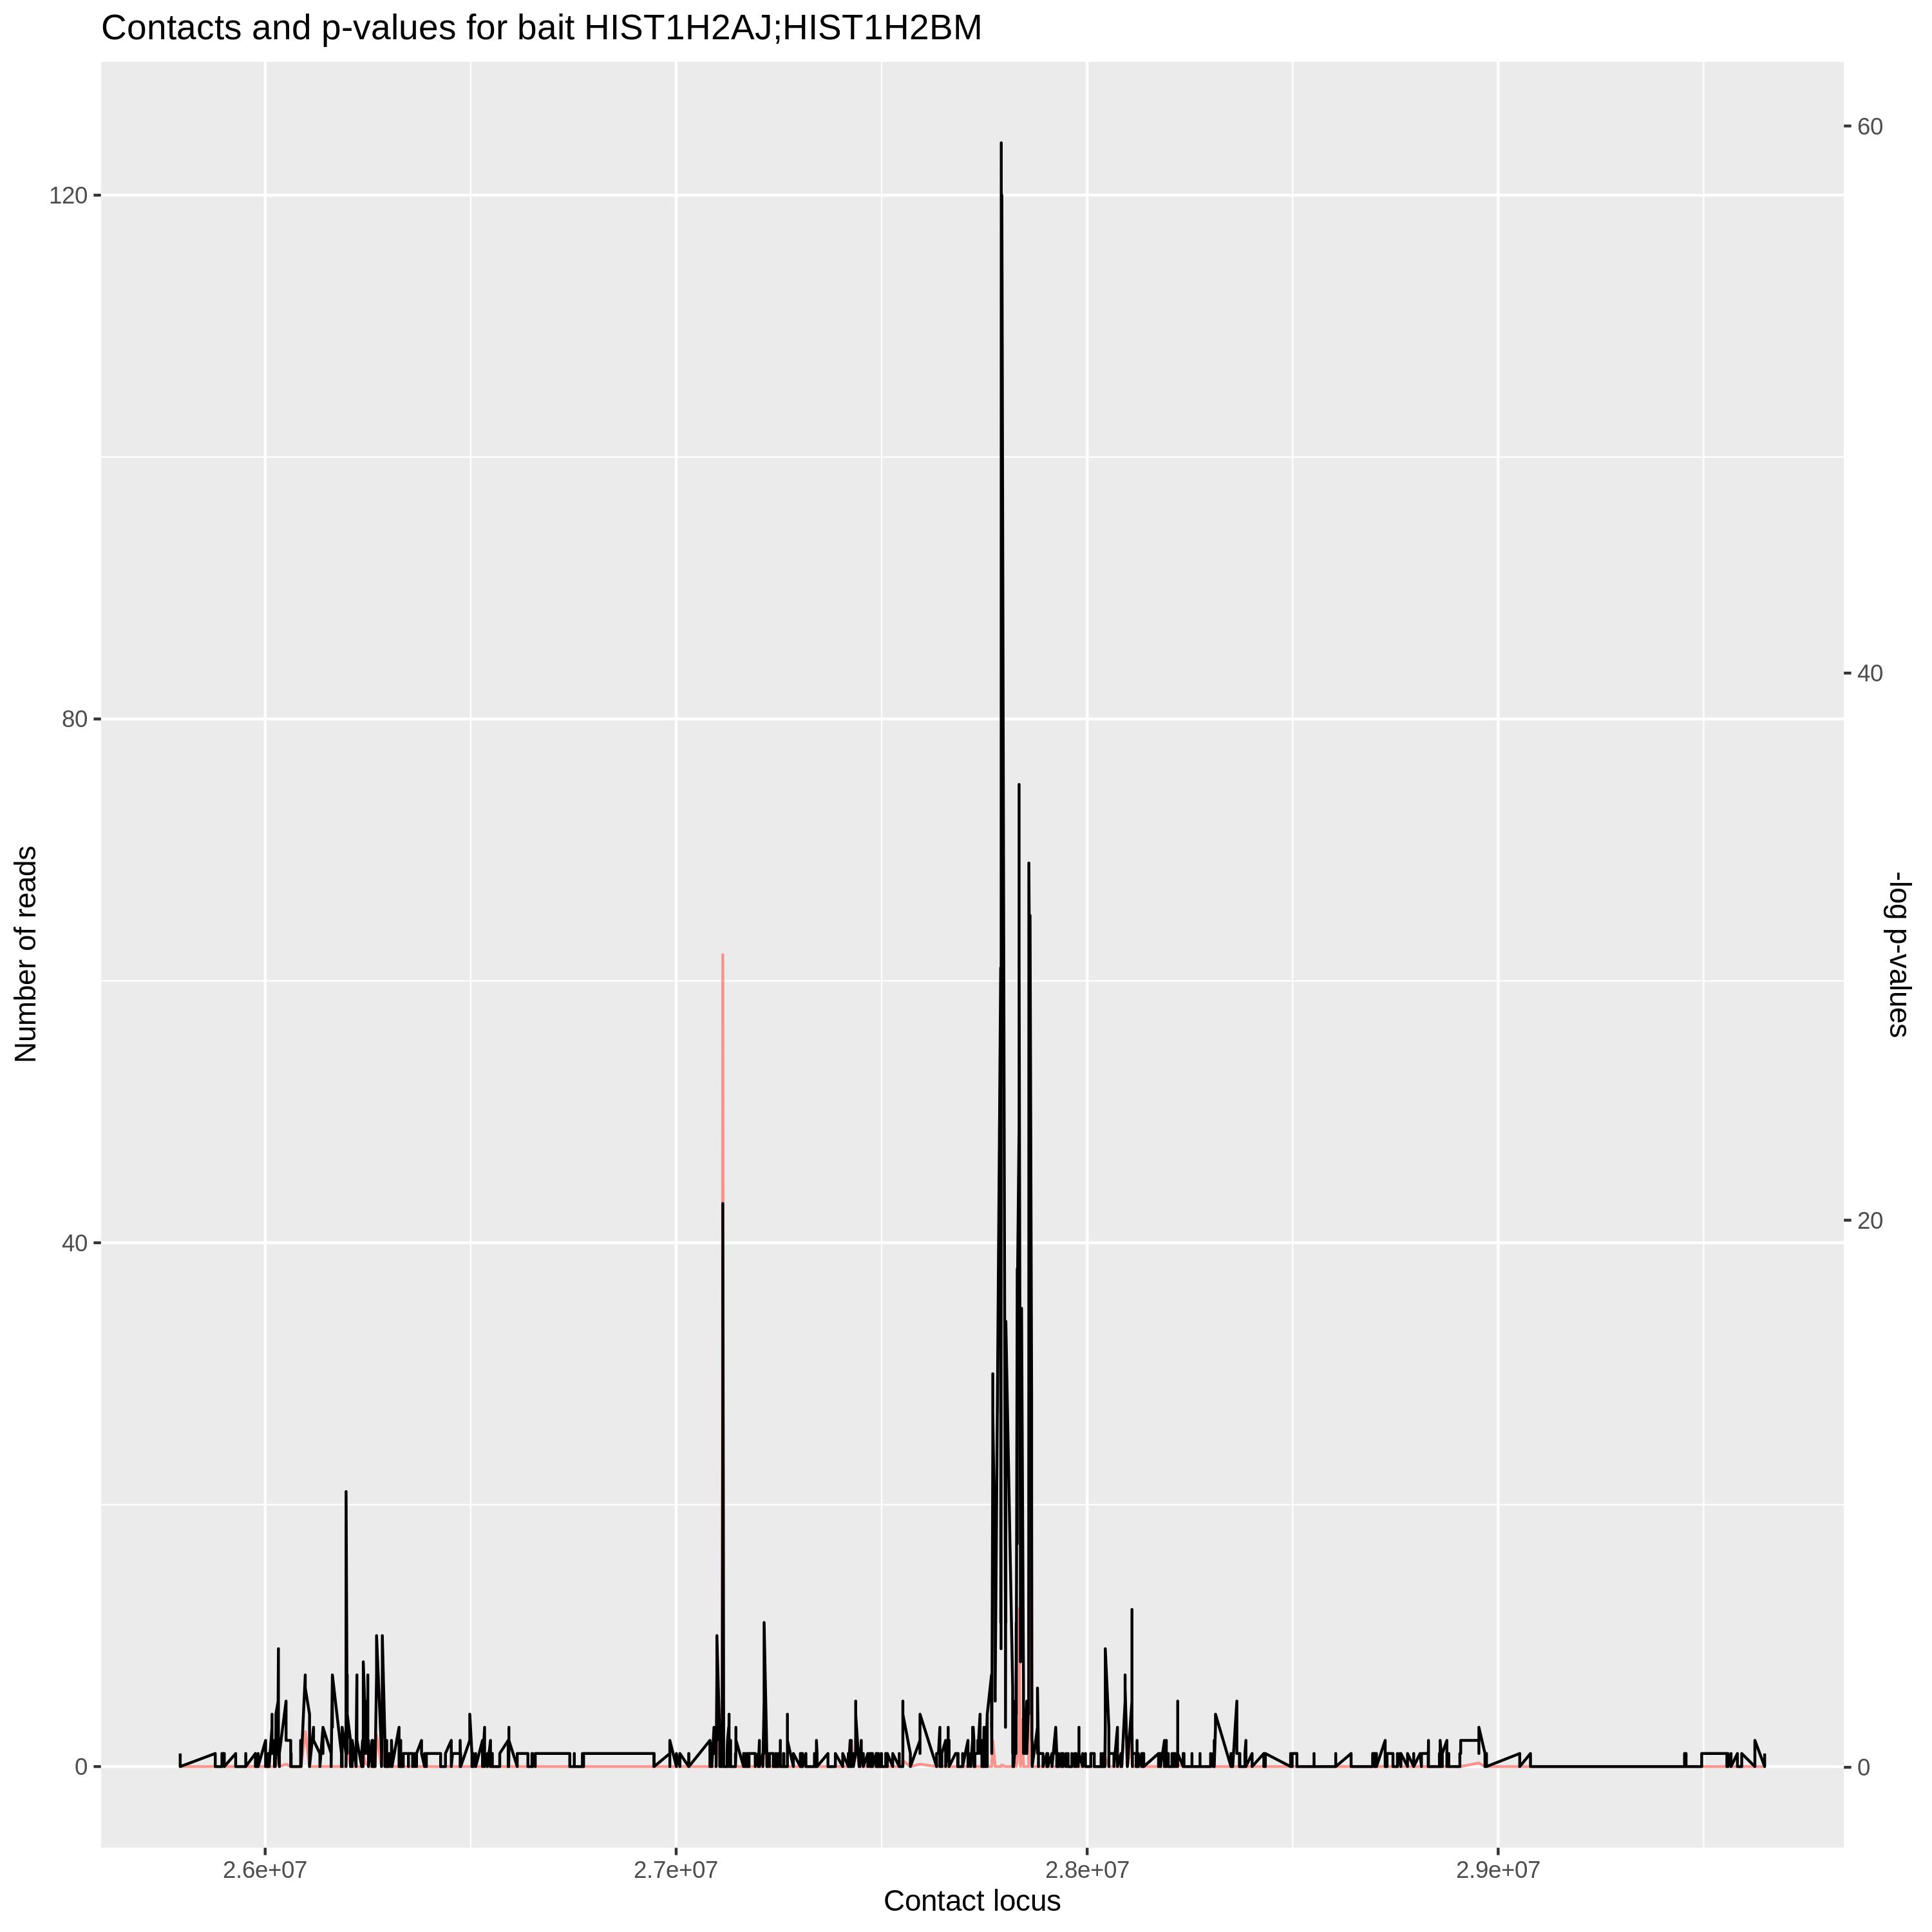 Contacts and p-values for bait HIST1H2AJ;HIST1H2BM
Number of reads
120
80
40
0
60
40
20
0
-log p-values
2.6e+07 2.7e+07 2.8e+07 2.9e+07
Contact locus